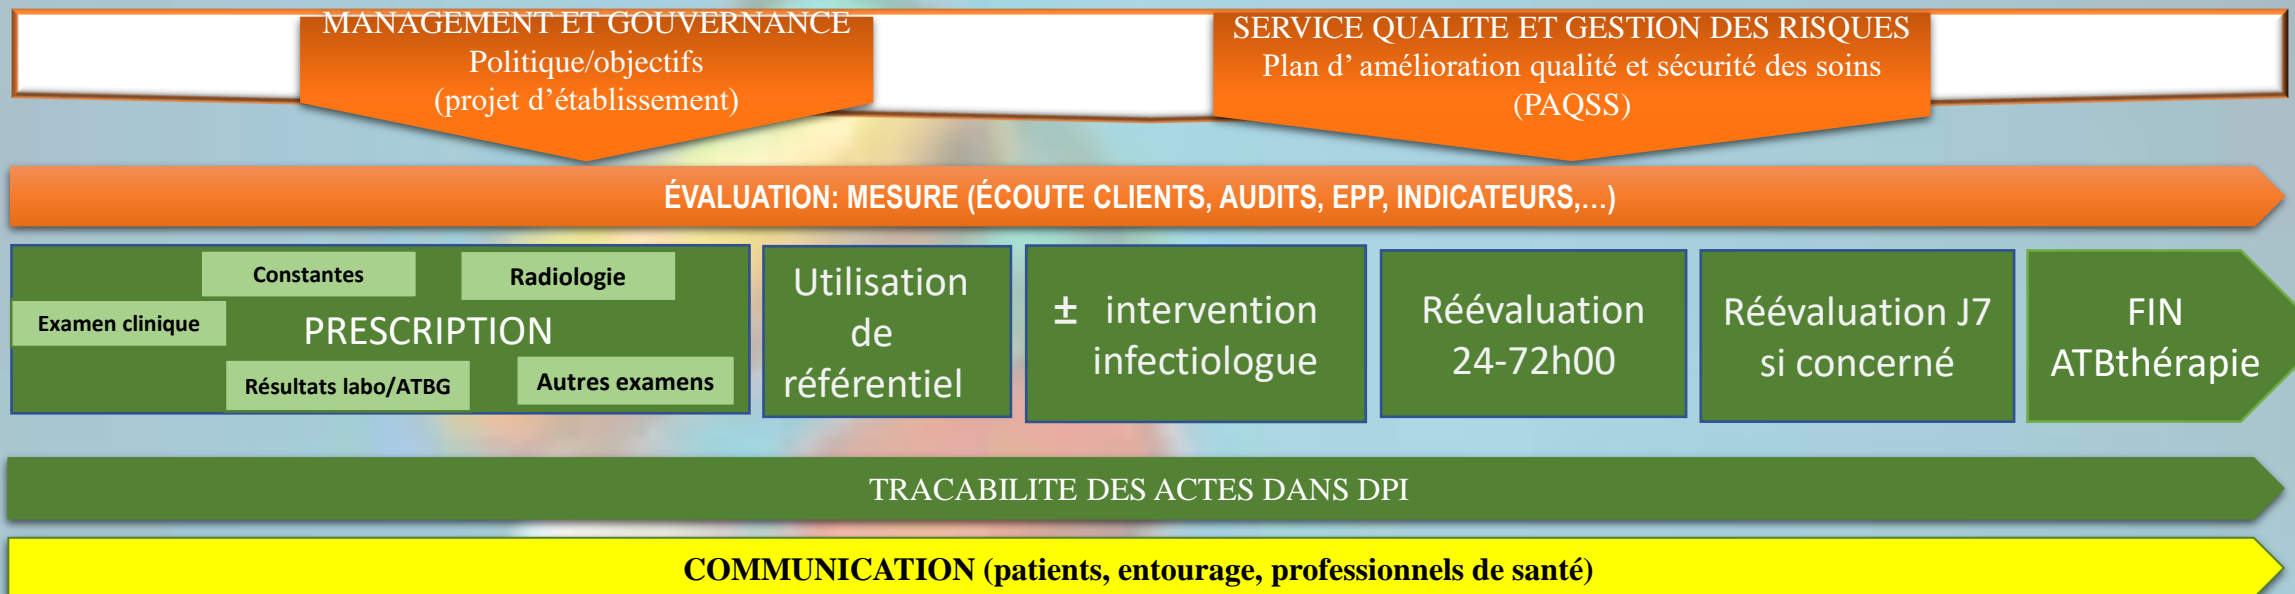 MANAGEMENT ET GOUVERNANCE
Politique/objectifs
(projet d'établissement)
SERVICE QUALITE ET GESTION DES RISQUES
Plan d' amélioration qualité et sécurité des soins
(PAQSS)
ÉVALUATION: MESURE (ÉCOUTE CLIENTS, AUDITS, EPP, INDICATEURS,...)
Constantes
Radiologie
Examen clinique
PRESCRIPTION
Résultats labo/ATBG
Autres examens
Utilisation
de
référentiel
± intervention
infectiologue
Réévaluation
24-72h00
Réévaluation J7
si concerné
FIN
ATBthérapie
TRACABILITE DES ACTES DANS DPI
COMMUNICATION (patients, entourage, professionnels de santé)